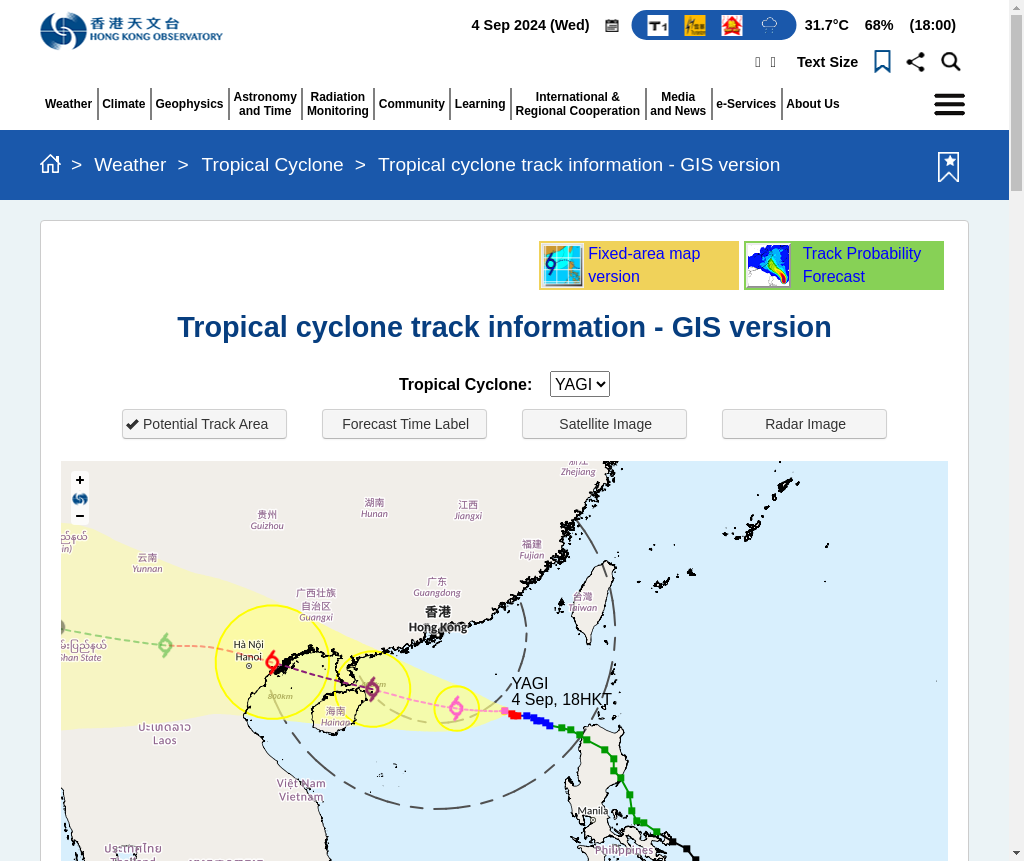 香港天文台
HONG KONG OBSERVATORY
4 Sep 2024 (Wed)
T1
31.7°C 68% (18:00)
Text Size
Weather
Climate
Geophysics
Astronomy
and Time
Radiation
Monitoring
Community
Learning
International &
Regional Cooperation
Media
and News
e-Services
About Us
> Weather > Tropical Cyclone > Tropical cyclone track information - GIS version
Fixed-area map
version
Track Probability
Forecast
Tropical cyclone track information - GIS version
Tropical Cyclone: YAGI
Potential Track Area
Forecast Time Label
Satellite Image
Radar Image
+
−
浙江
Zhejiang
湖南
Hunan
江西
Jiangxi
贵州
Guizhou
福建
Fujian
云南
Yunnan
广东
Guangdong
广西壮族
自治区
Guangxi
台灣
Taiwan
香港
Hong Kong
Hà Nội
Hanoi
Shan State
800km
海南
Hainan
YAGI
4 Sep, 18HKT
ປະເທດລາວ
Laos
Việt Nam
Vietnam
Manila
Philippines
ประเทศไทย
Thailand